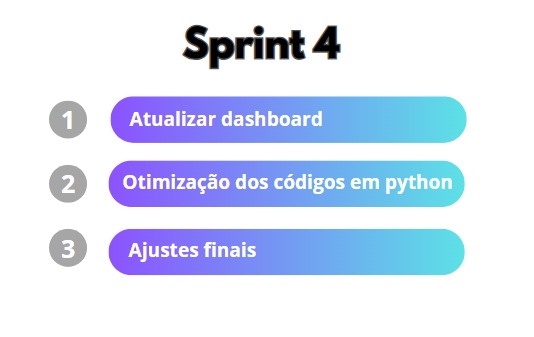 Sprint 4
1 Atualizar dashboard
2 Otimização dos códigos em python
3 Ajustes finais